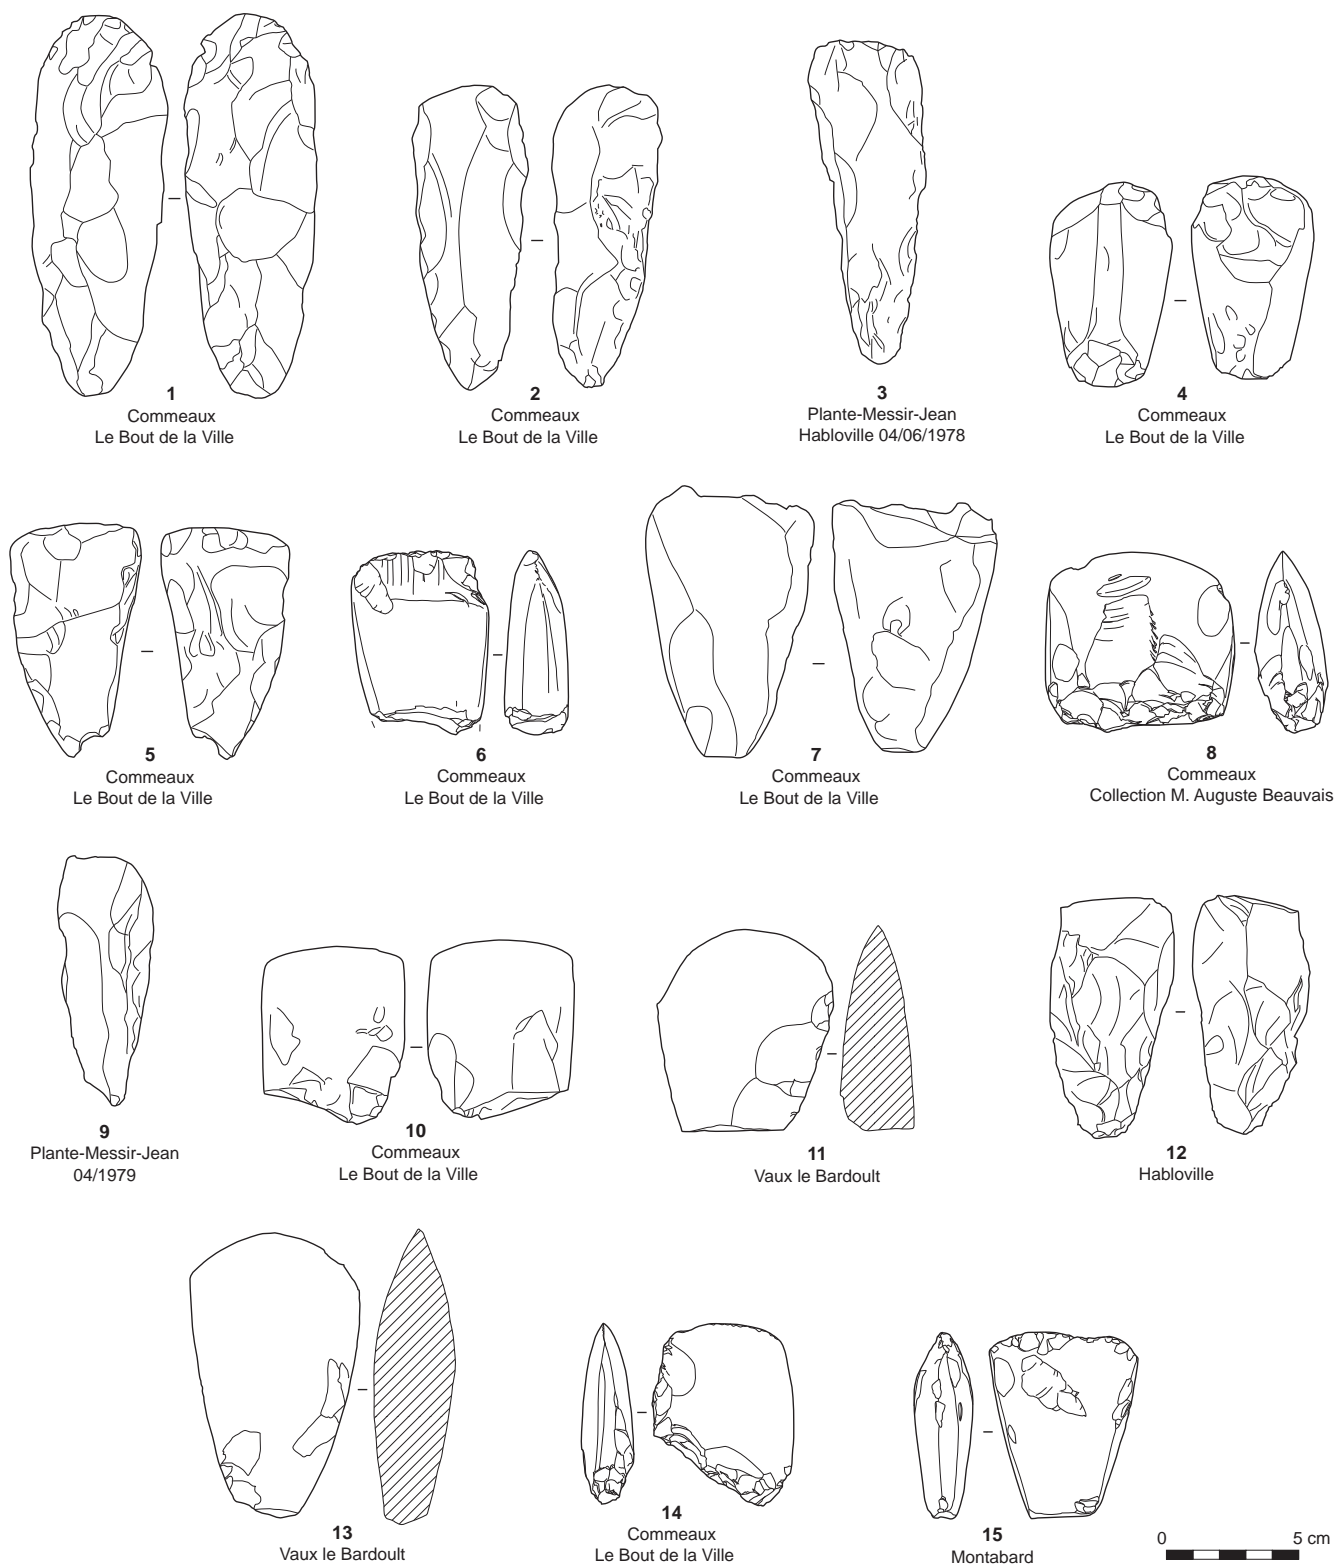 1
Commeaux
Le Bout de la Ville
2
Commeaux
Le Bout de la Ville
3
Plante-Messir-Jean
Habloville 04/06/1978
4
Commeaux
Le Bout de la Ville
5
Commeaux
Le Bout de la Ville
6
Commeaux
Le Bout de la Ville
7
Commeaux
Le Bout de la Ville
8
Commeaux
Collection M. Auguste Beauvais
9
Plante-Messir-Jean
04/1979
10
Commeaux
Le Bout de la Ville
11
Vaux le Bardoult
12
Habloville
13
Vaux le Bardoult
14
Commeaux
Le Bout de la Ville
15
Montabard
0 5 cm